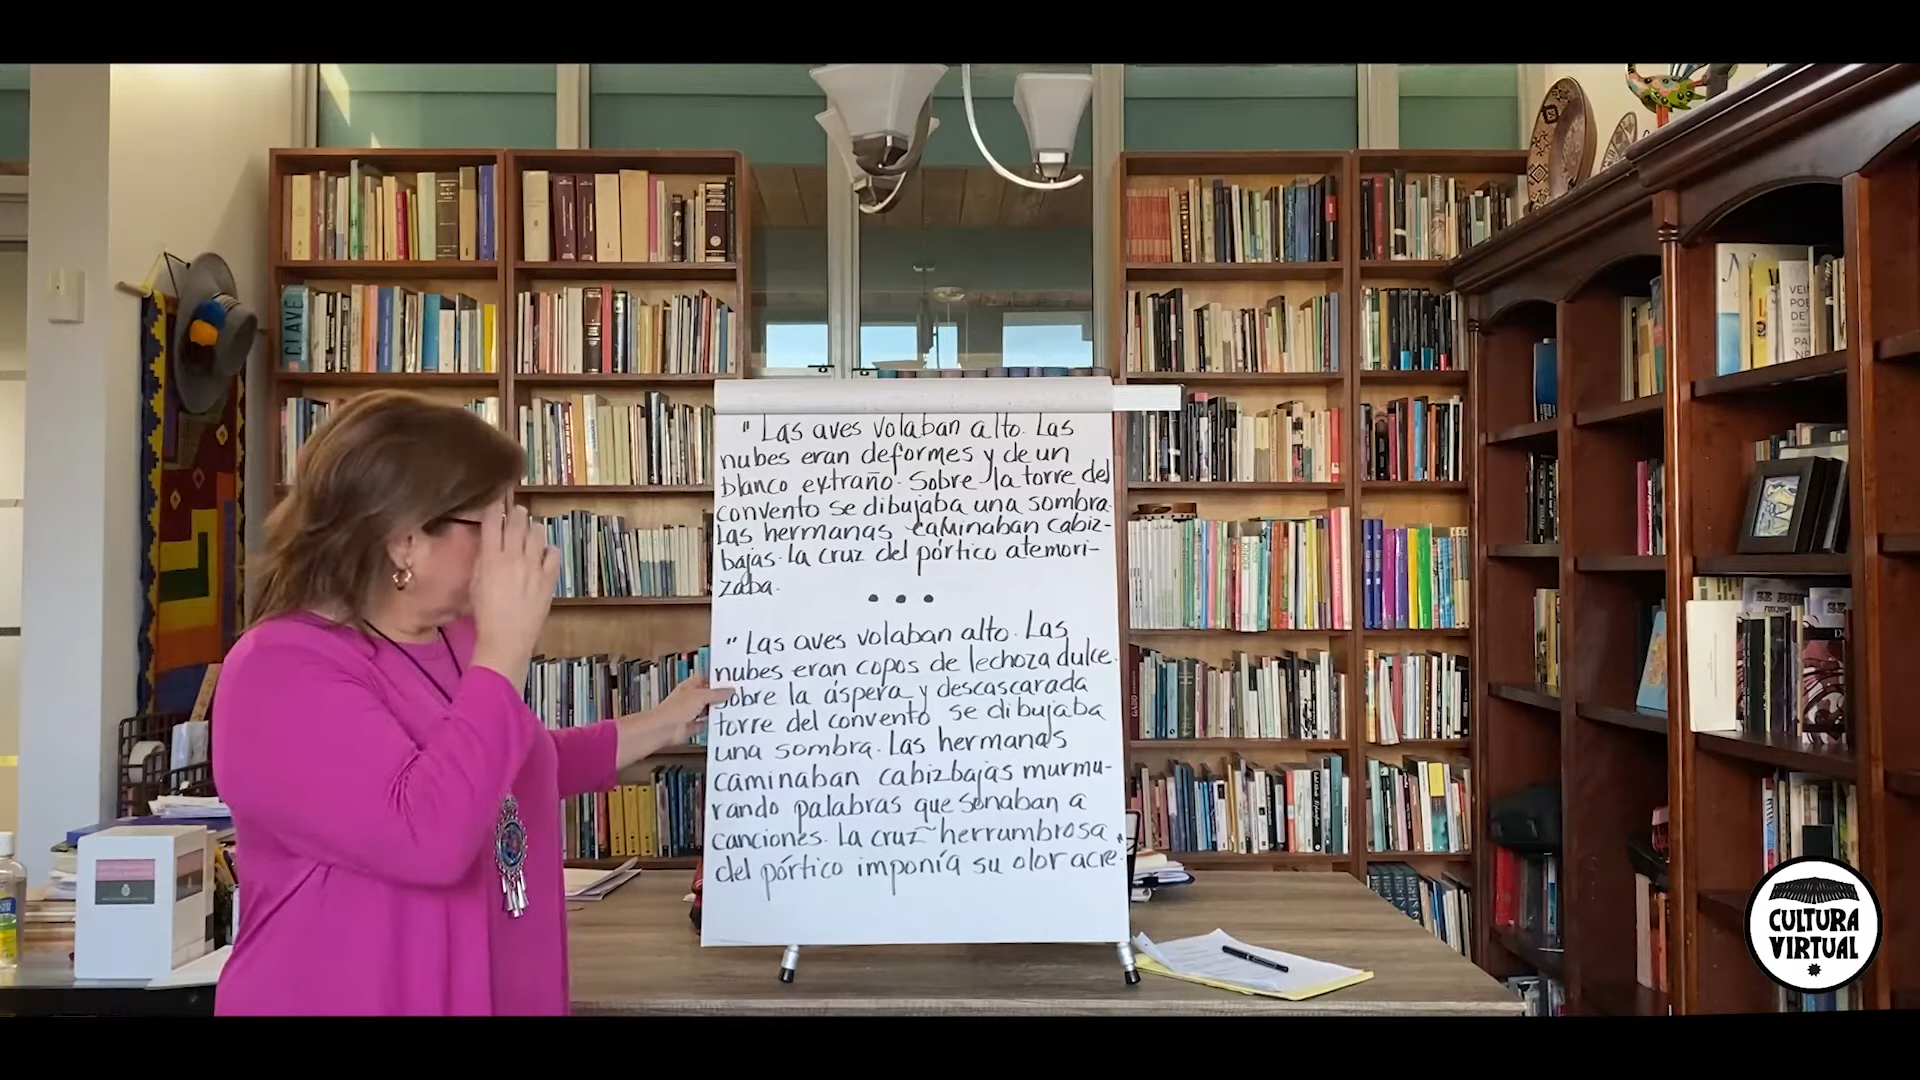 " Las aves volaban alto. Las
nubes eran deformes y de un
blanco extraño. Sobre la torre del
convento se dibujaba una sombra.
Las hermanas caminaban cabiz-
bajas. La cruz del pórtico atemori-
zaba.
• • •
" Las aves volaban alto. Las
nubes eran copos de lechoza dulce.
Sobre la áspera y descascarada
torre del convento se dibujaba
una sombra. Las hermanas
caminaban cabizbajas murmu-
rando palabras que sonaban a
canciones. La cruz herrumbrosa
del pórtico imponía su olor acre.
CLAVE
CULTURA
VIRTUAL